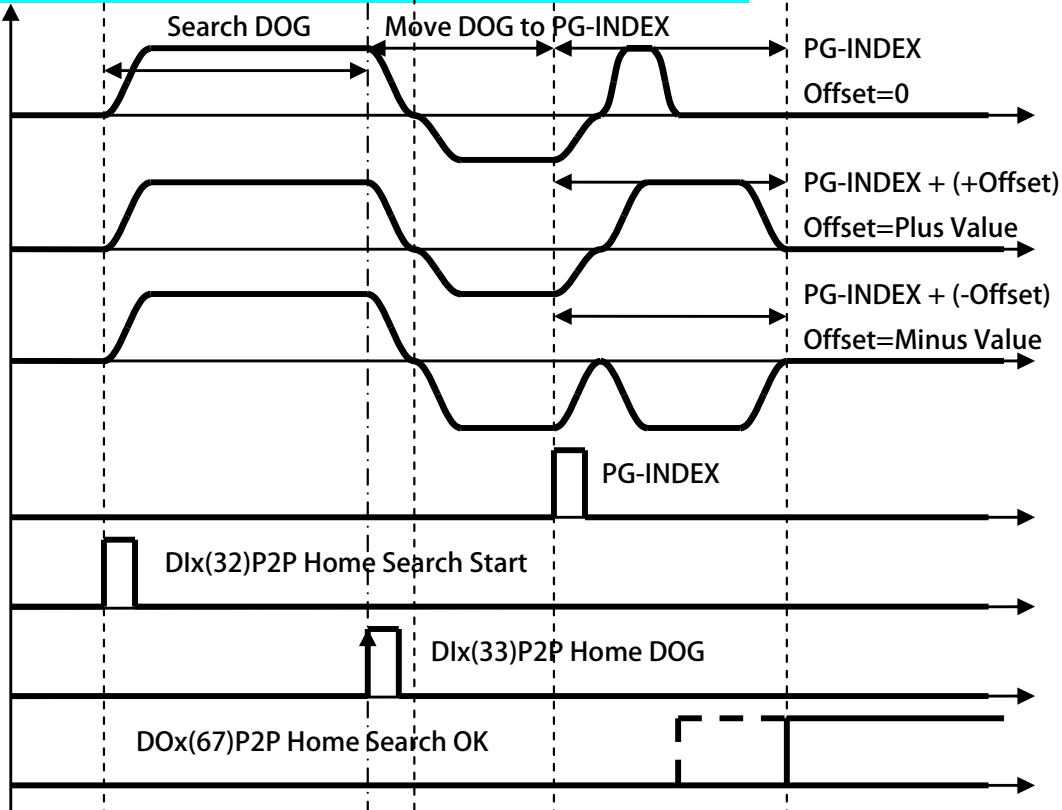 Search DOG
Move DOG to PG-INDEX
PG-INDEX
Offset=0
PG-INDEX + (+Offset)
Offset=Plus Value
PG-INDEX + (-Offset)
Offset=Minus Value
PG-INDEX
DIx(32)P2P Home Search Start
DIx(33)P2P Home DOG
DOx(67)P2P Home Search OK